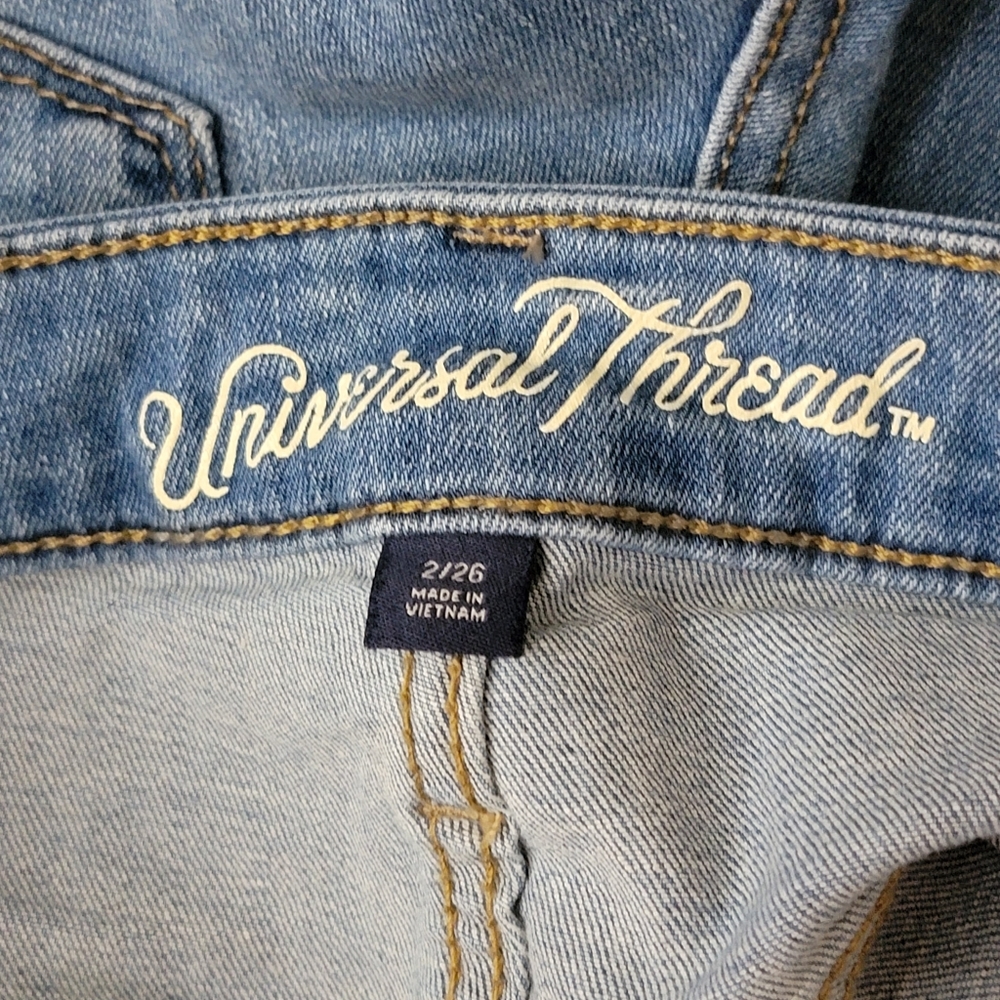 Universal Thread™
2/26
MADE IN
VIETNAM